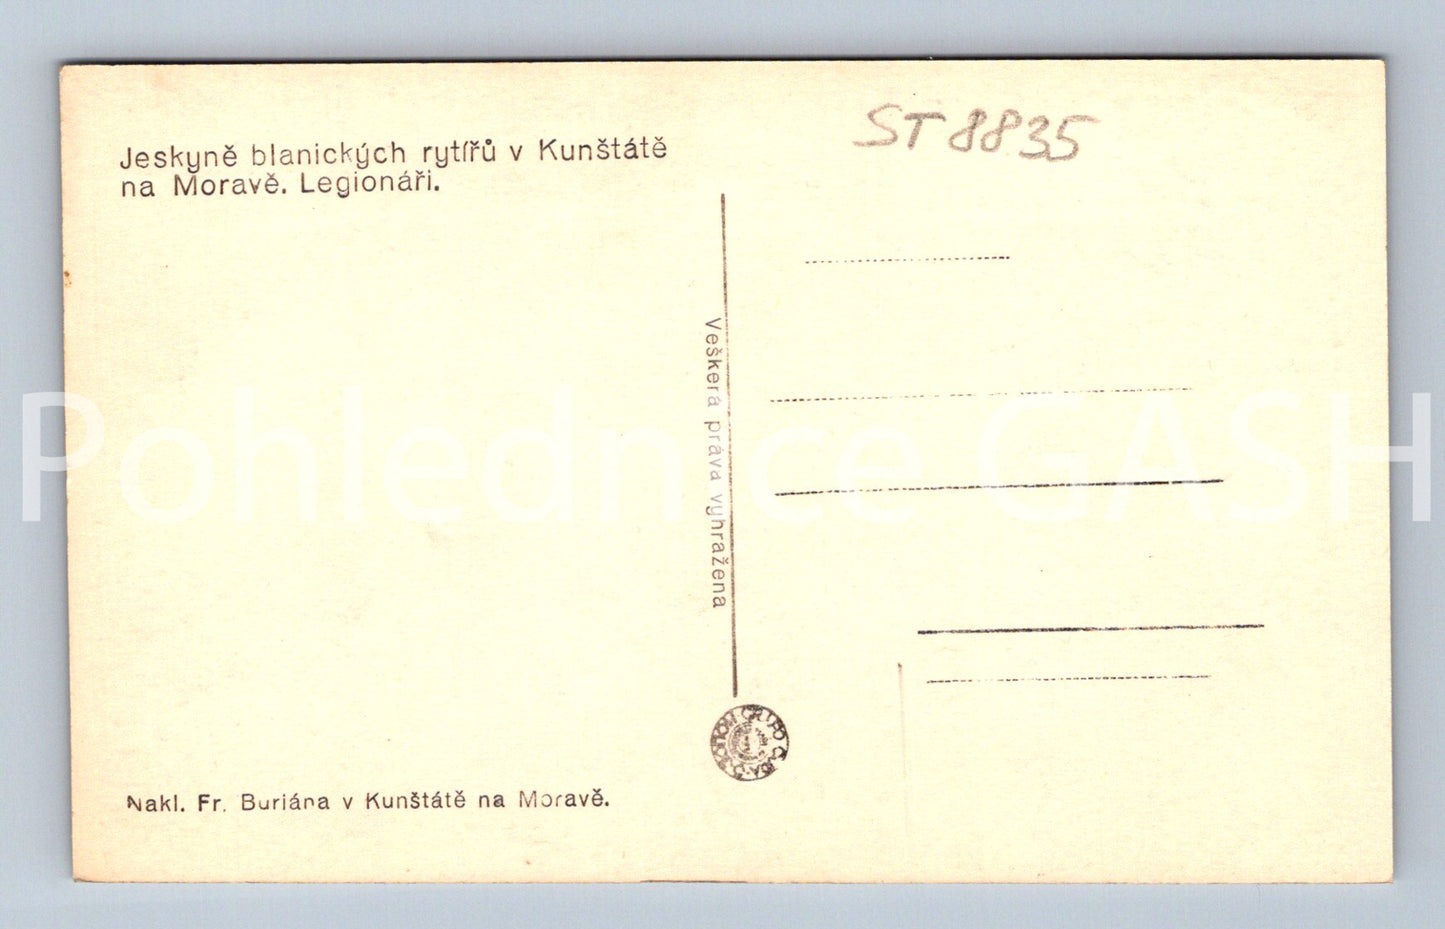 Jeskyně blanických rytířů v Kunštátě
na Moravě. Legionáři.
ST 8835
Veškerá práva vyhražena
Pohlednice GASH
Nakl. Fr. Buriána v Kunštátě na Moravě.